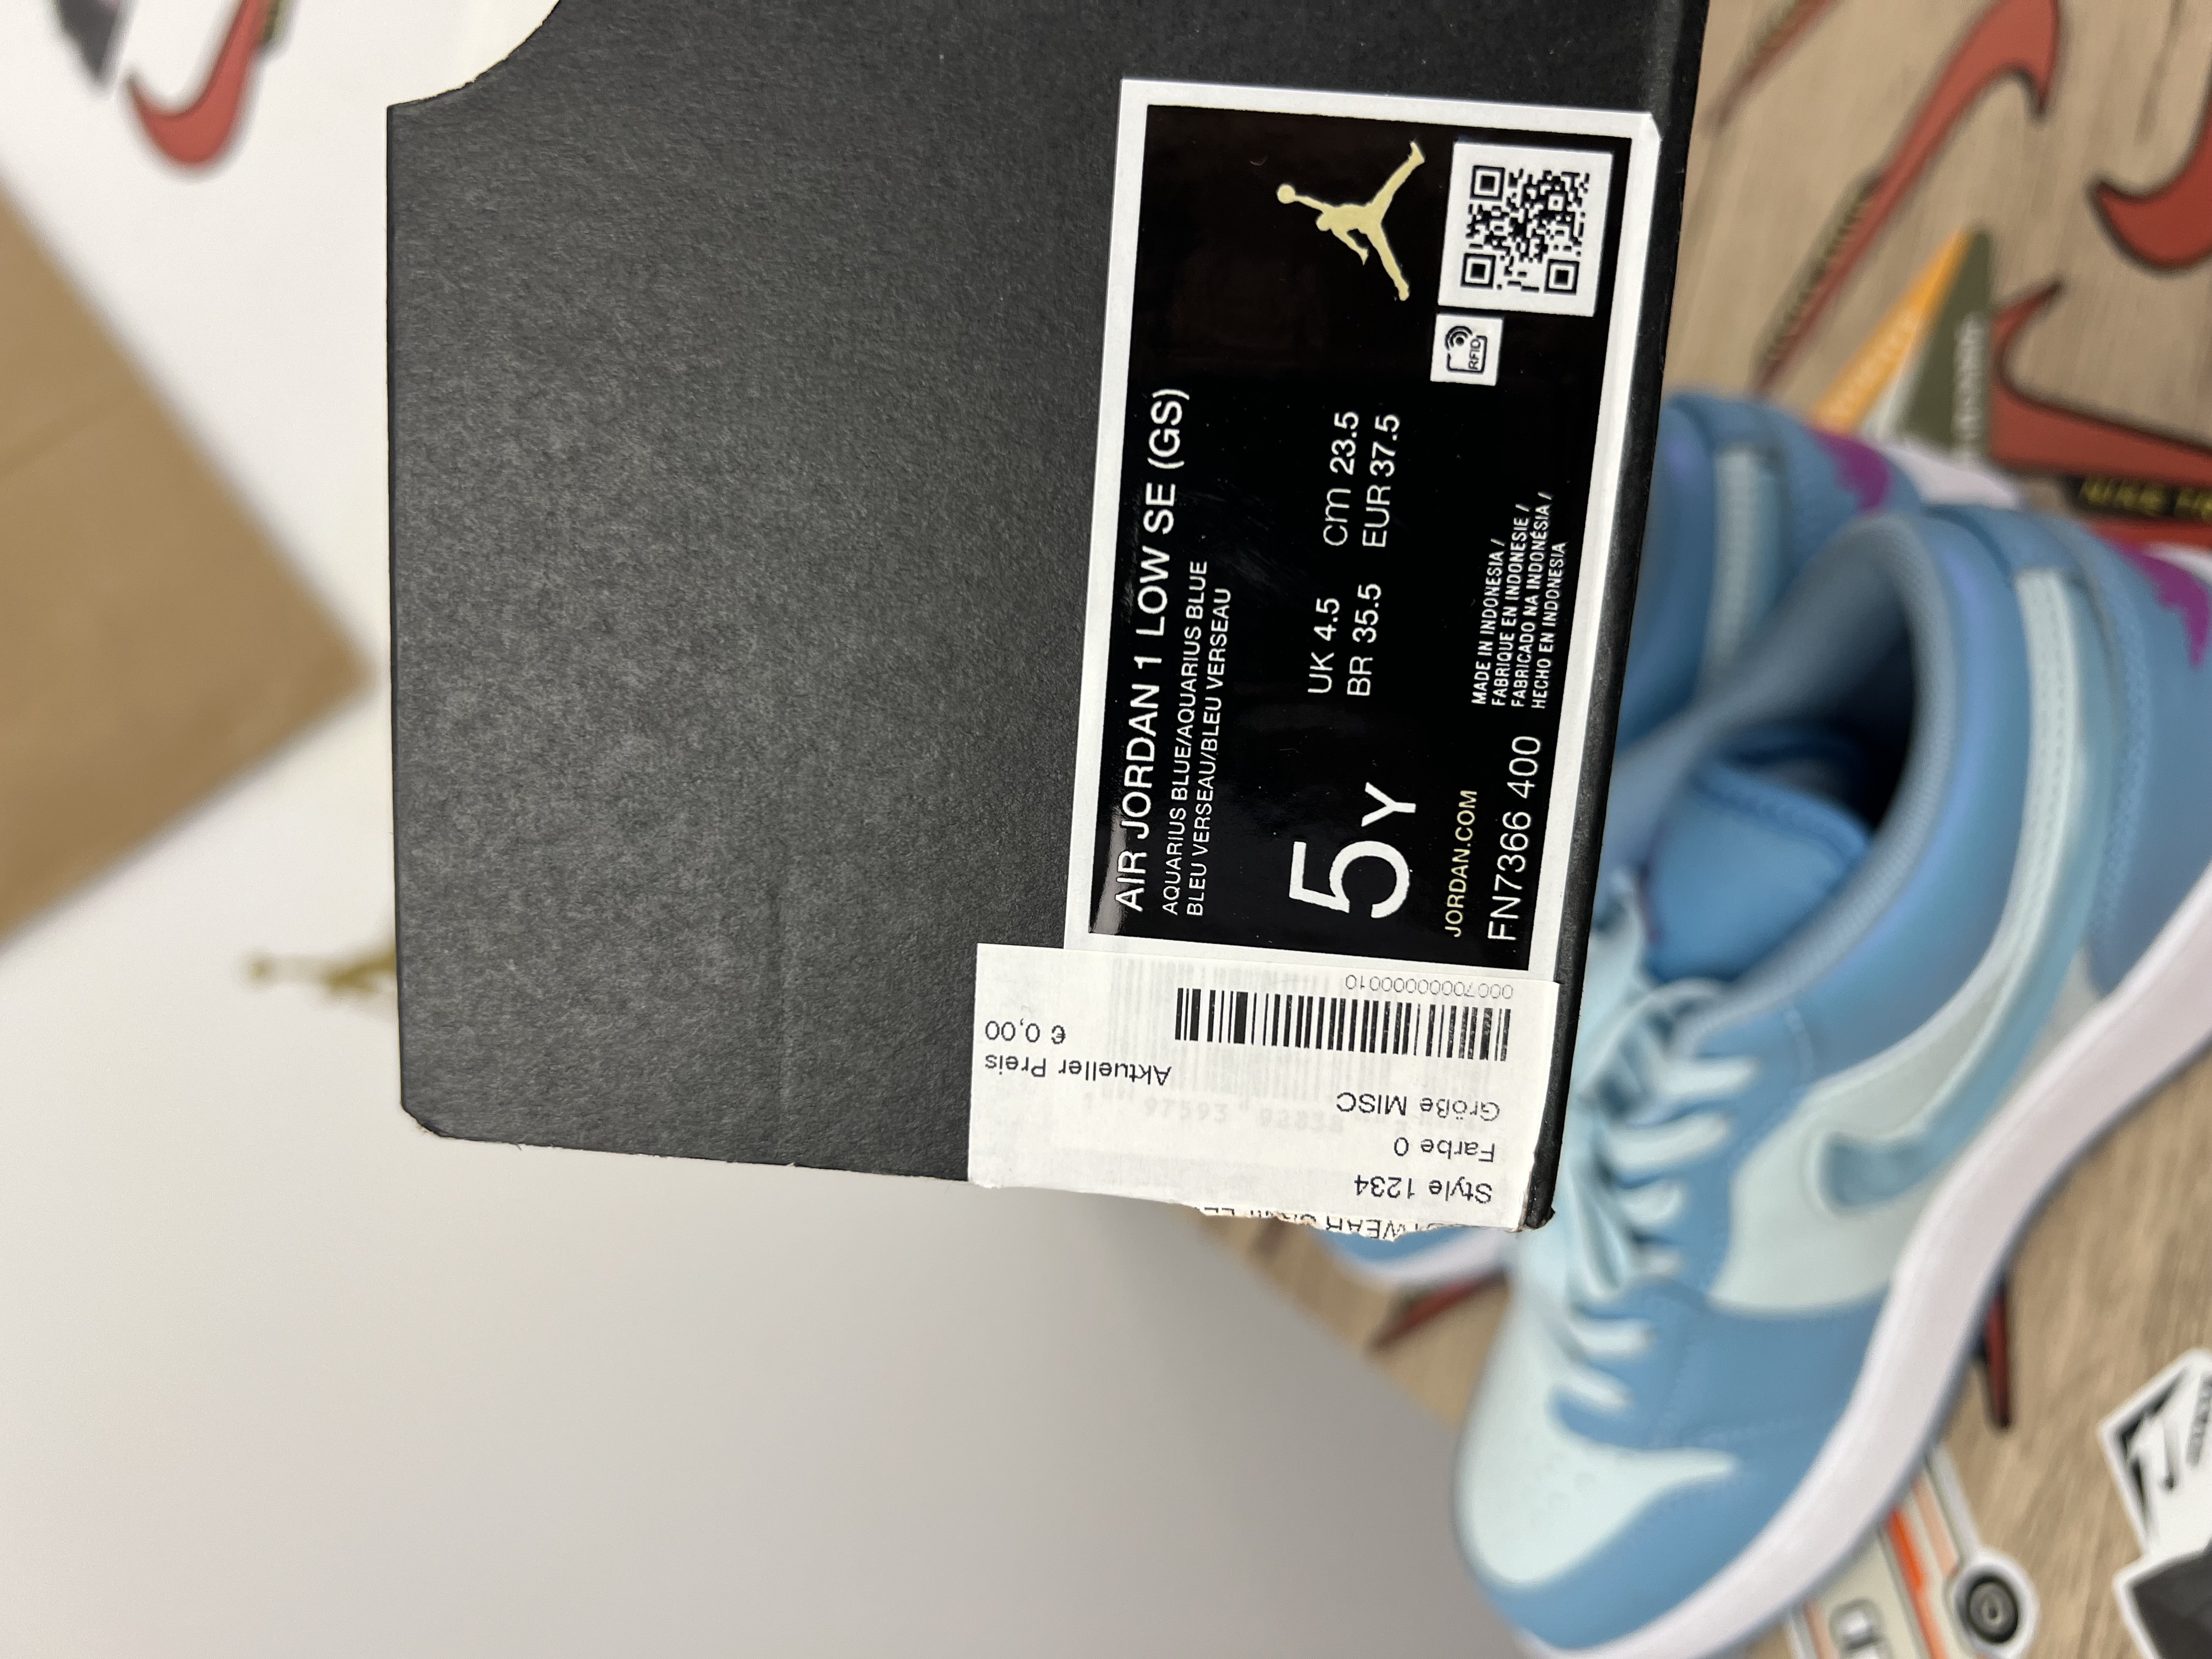 Aktueller Preis
€ 0,00
Style 1234
Farbe 0
Größe MISC
000700000000010
AIR JORDAN 1 LOW SE (GS)
AQUARIUS BLUE/AQUARIUS BLUE
BLEU VERSEAU/BLEU VERSEAU
5Y
UK 4.5 cm 23.5
BR 35.5 EUR 37.5
JORDAN.COM
FN7366 400
MADE IN INDONESIA /
FABRIQUE EN INDONESIE /
FABRICADO NA INDONÉSIA /
HECHO EN INDONESIA
RFID